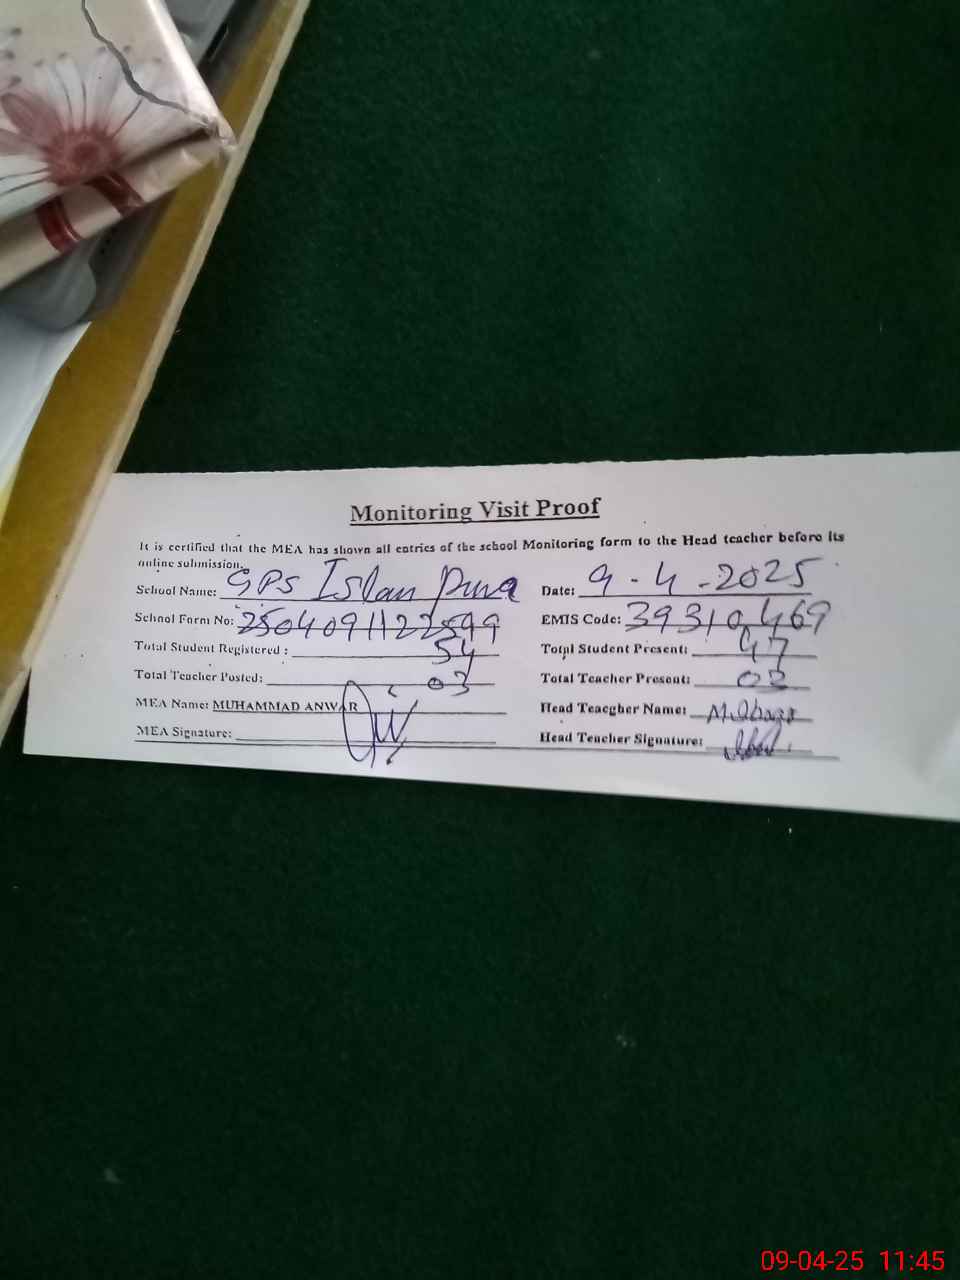 Monitoring Visit Proof
It is certified that the MEA has shown all entries of the school Monitoring form to the Head teacher before its
online submission.
School Name: GPS Islam Pura Date: 9-4-2025
School Form No: 2504091122599 EMIS Code: 39310469
Total Student Registered : 54 Total Student Present: 47
Total Teacher Posted: 03 Total Teacher Present: 03
MEA Name: MUHAMMAD ANWAR Head Teacgher Name:
MEA Signature: Head Teacher Signature:
09-04-25 11:45